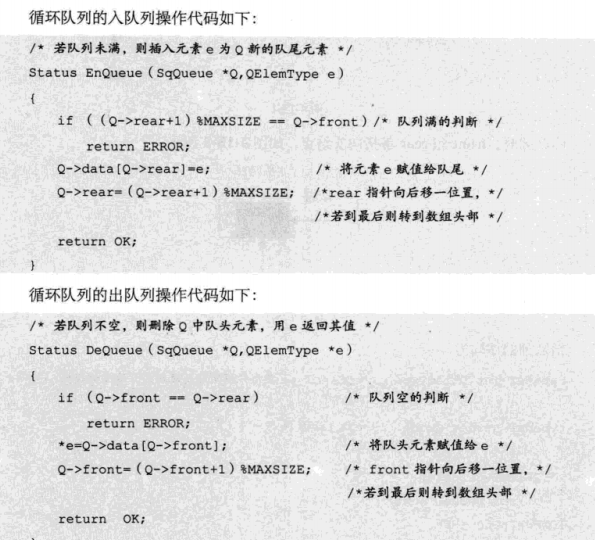 循环队列的入队列操作代码如下：
/* 若队列未满，则插入元素 e 为 Q 新的队尾元素 */
Status EnQueue（SqQueue *Q,QElemType e）
{
if （（Q->rear+1）%MAXSIZE == Q->front）/* 队列满的判断 */
return ERROR;
Q->data[Q->rear]=e; /* 将元素 e 赋值给队尾 */
Q->rear=（Q->rear+1）%MAXSIZE; /*rear 指针向后移一位置，*/
/*若到最后则转到数组头部 */
return OK;
}
循环队列的出队列操作代码如下：
/* 若队列不空，则删除 Q 中队头元素，用 e 返回其值 */
Status DeQueue（SqQueue *Q,QElemType *e）
{
if （Q->front == Q->rear） /* 队列空的判断 */
return ERROR;
*e=Q->data[Q->front]; /* 将队头元素赋值给 e */
Q->front=（Q->front+1）%MAXSIZE; /* front 指针向后移一位置，*/
/*若到最后则转到数组头部 */
return OK;